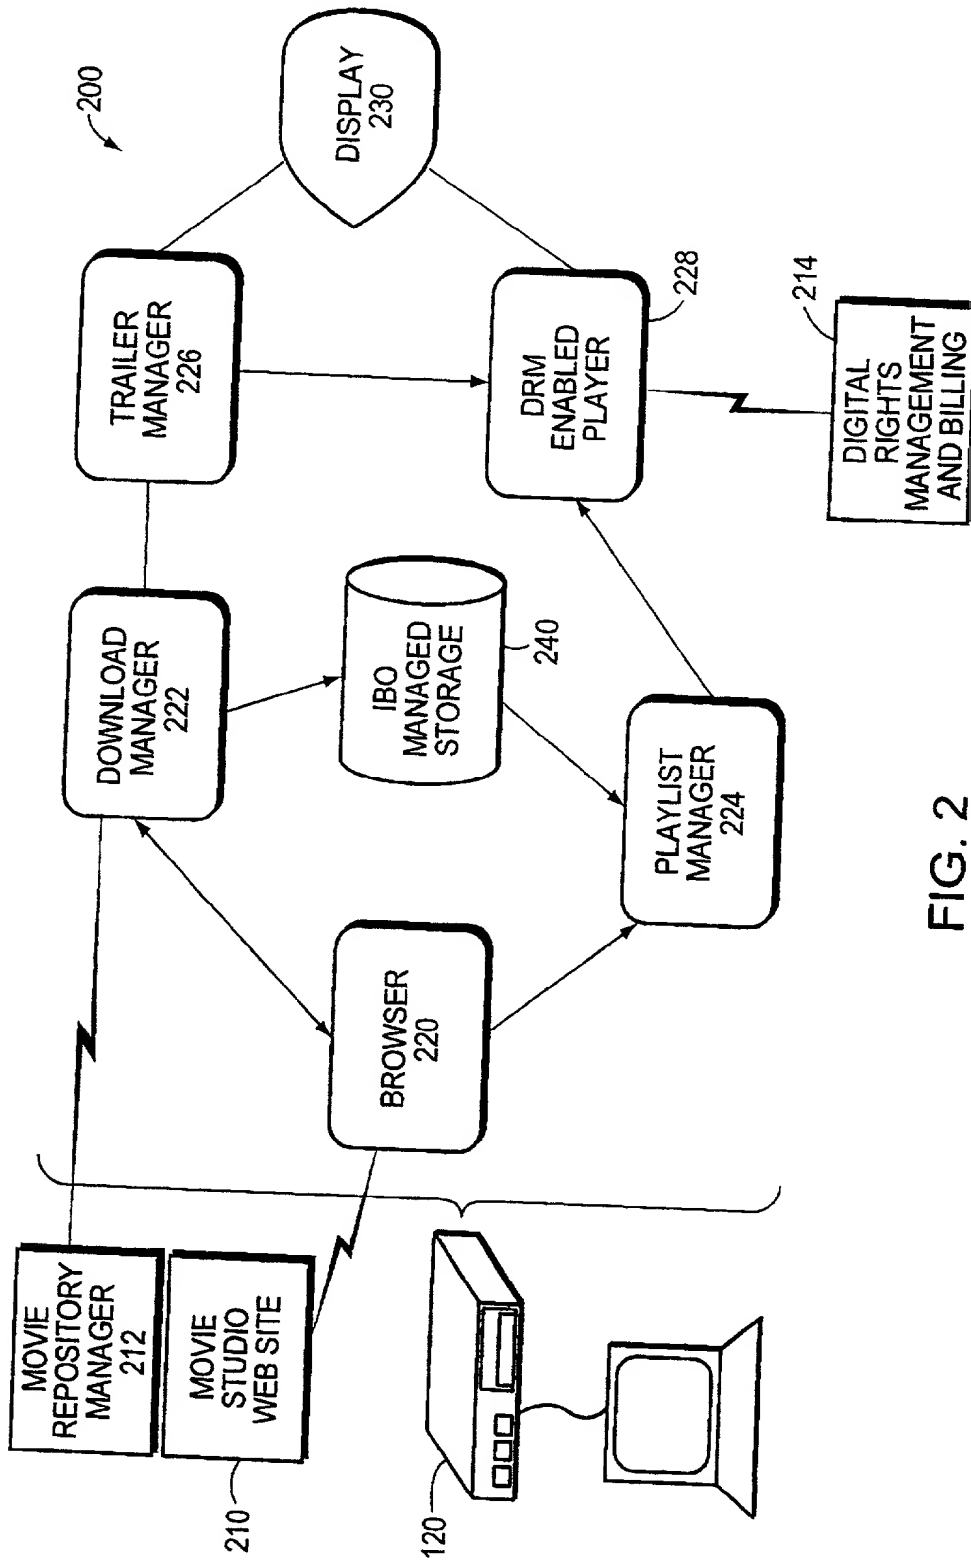 200
MOVIE
REPOSITORY
MANAGER
212
MOVIE
STUDIO
WEB SITE
210
120
DOWNLOAD
MANAGER
222
TRAILER
MANAGER
226
DISPLAY
230
BROWSER
220
IBO
MANAGED
STORAGE
240
DRM
ENABLED
PLAYER
228
PLAYLIST
MANAGER
224
DIGITAL
RIGHTS
MANAGEMENT
AND BILLING
214
FIG. 2